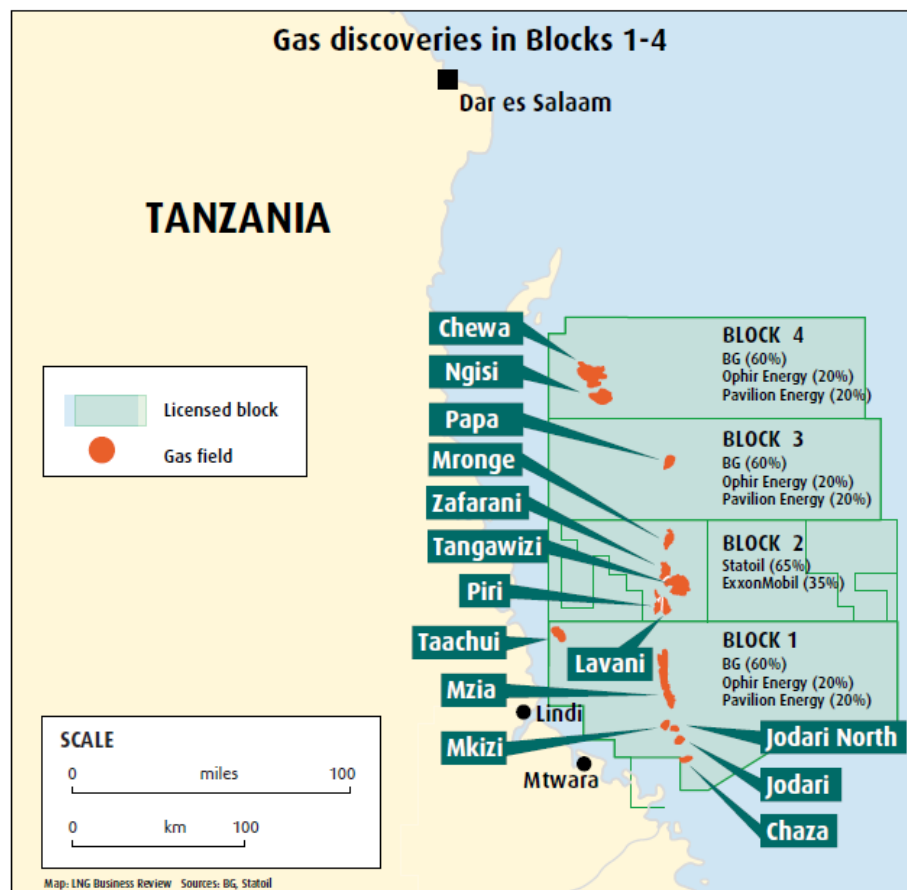 Gas discoveries in Blocks 1-4
Dar es Salaam
TANZANIA
Chewa
Ngisi
Papa
Mronge
Zafarani
Tangawizi
Piri
Taachui
Lavani
Mzia
Mkizi
Lindi
Mtwara
Jodari North
Jodari
Chaza
BLOCK 4
BG (60%)
Ophir Energy (20%)
Pavilion Energy (20%)
BLOCK 3
BG (60%)
Ophir Energy (20%)
Pavilion Energy (20%)
BLOCK 2
Statoil (65%)
ExxonMobil (35%)
BLOCK 1
BG (60%)
Ophir Energy (20%)
Pavilion Energy (20%)
Licensed block
Gas field
SCALE
0 miles 100
0 km 100
Map: LNG Business Review Sources: BG, Statoil